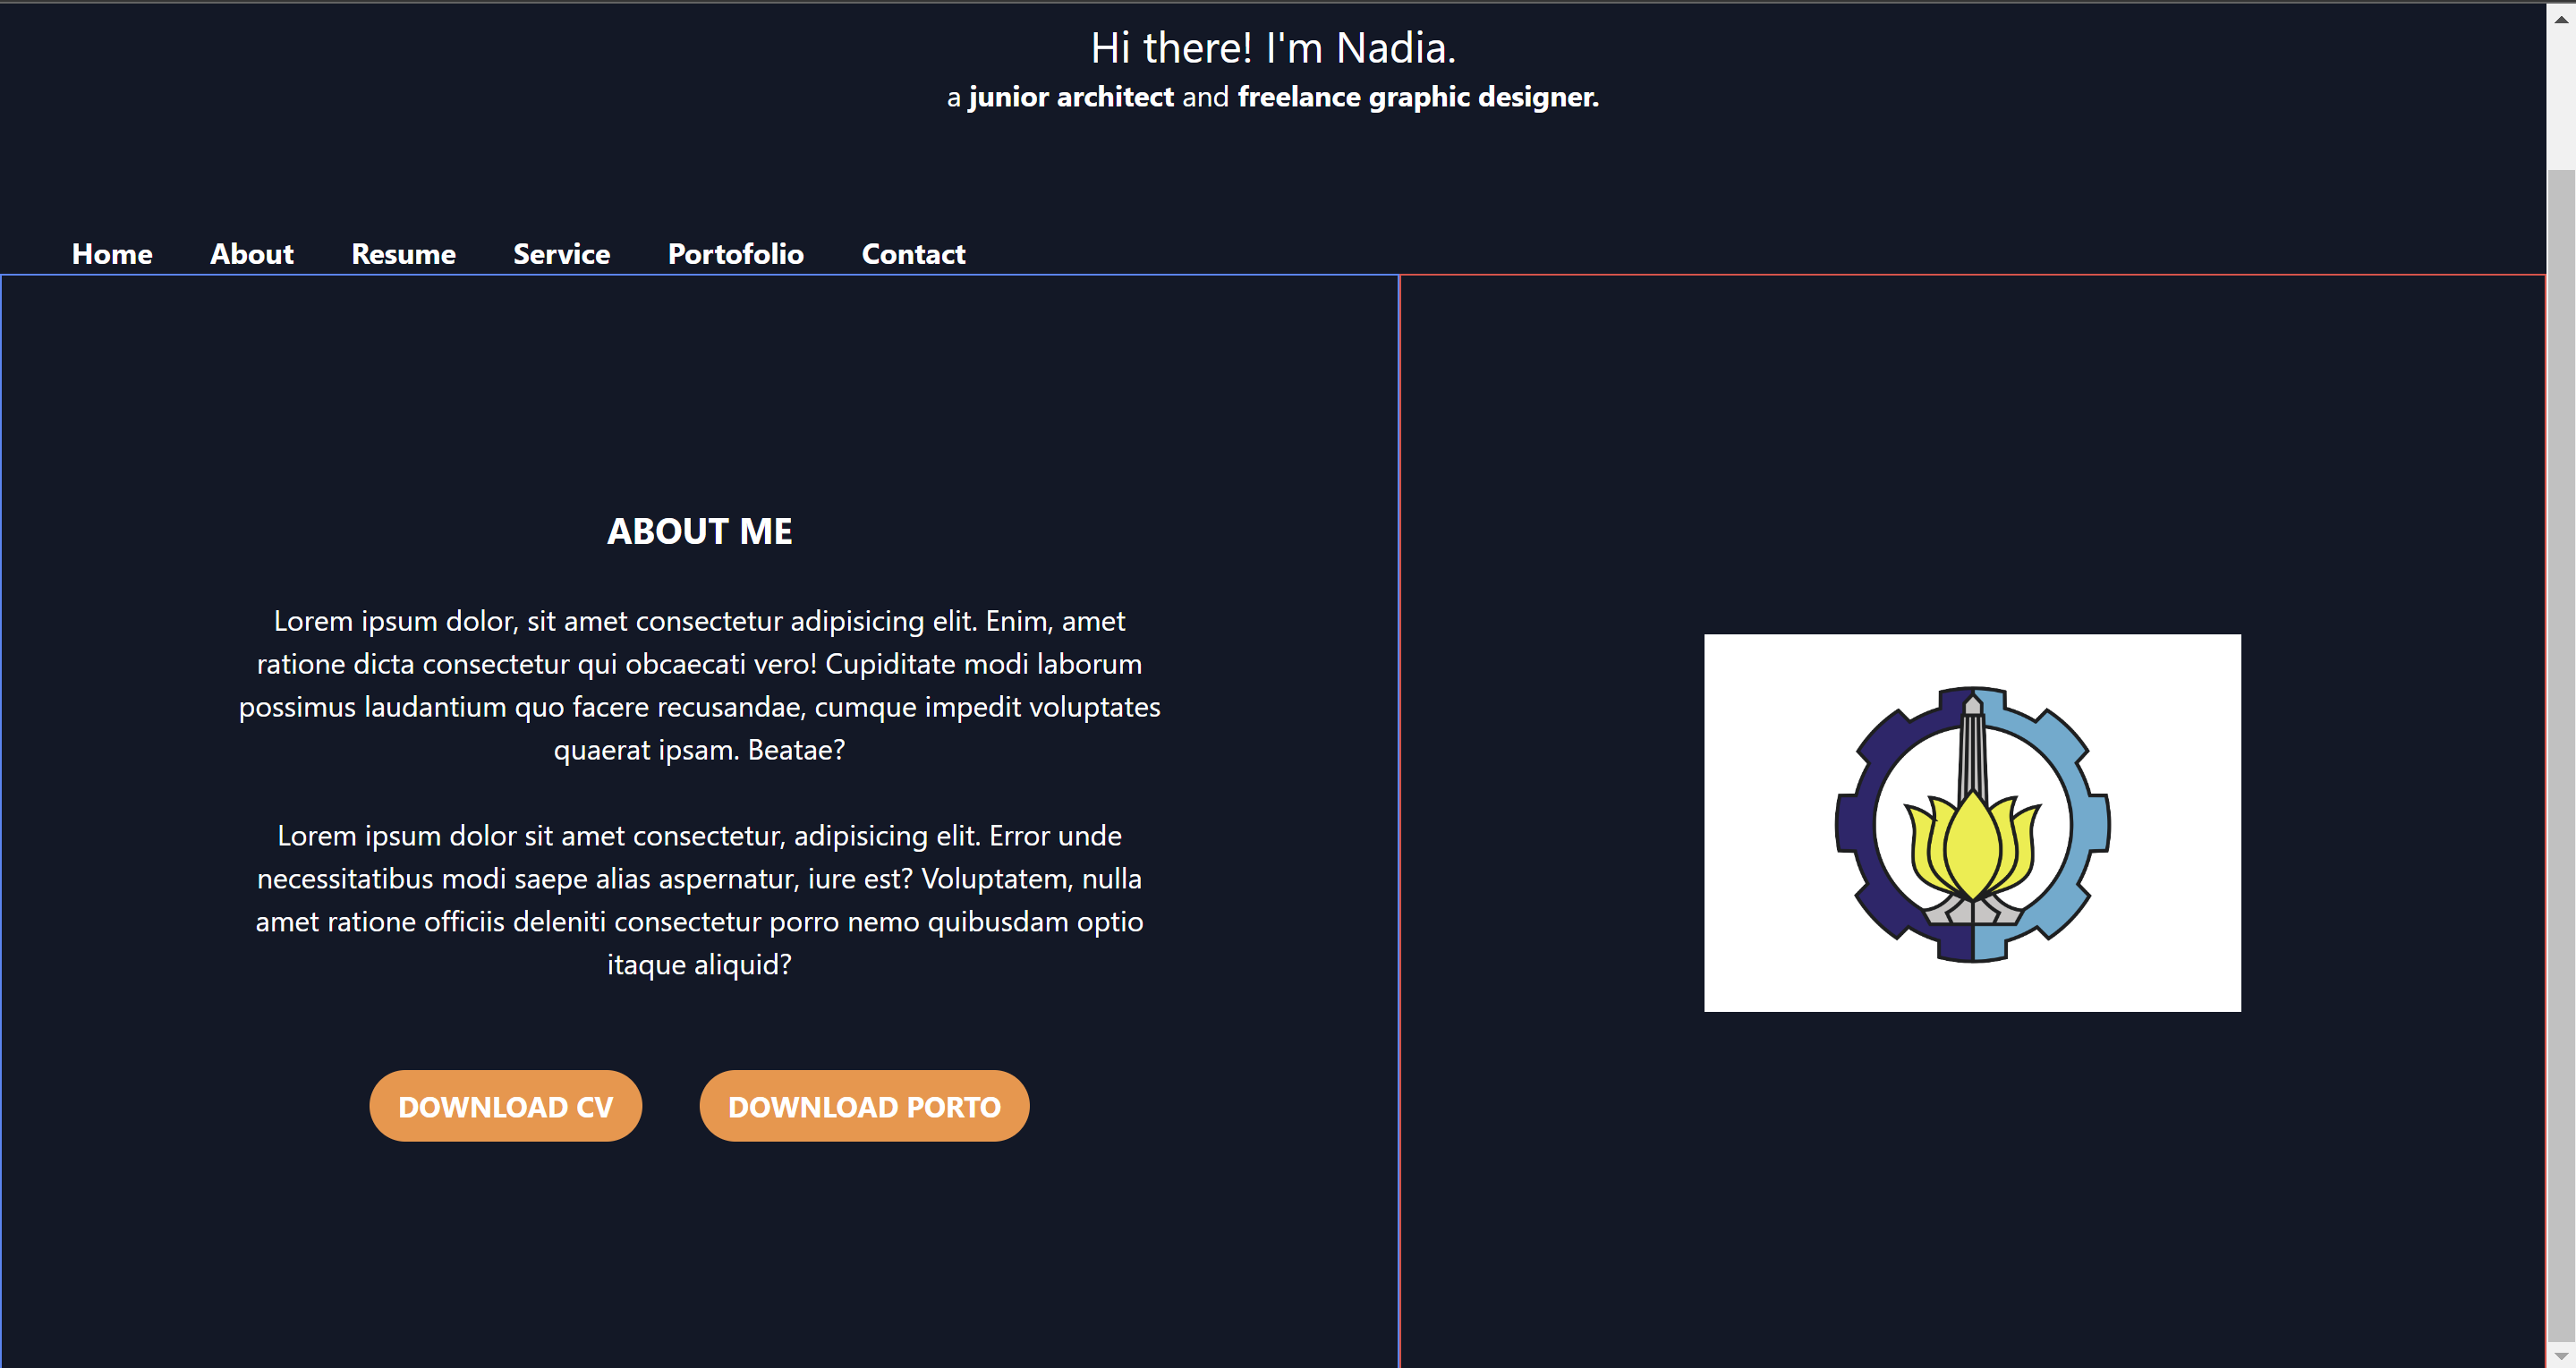 Hi there! I'm Nadia.
a junior architect and freelance graphic designer.
Home About Resume Service Portofolio Contact
ABOUT ME
Lorem ipsum dolor, sit amet consectetur adipisicing elit. Enim, amet
ratione dicta consectetur qui obcaecati vero! Cupiditate modi laborum
possimus laudantium quo facere recusandae, cumque impedit voluptates
quaerat ipsam. Beatae?
Lorem ipsum dolor sit amet consectetur, adipisicing elit. Error unde
necessitatibus modi saepe alias aspernatur, iure est? Voluptatem, nulla
amet ratione officiis deleniti consectetur porro nemo quibusdam optio
itaque aliquid?
DOWNLOAD CV DOWNLOAD PORTO